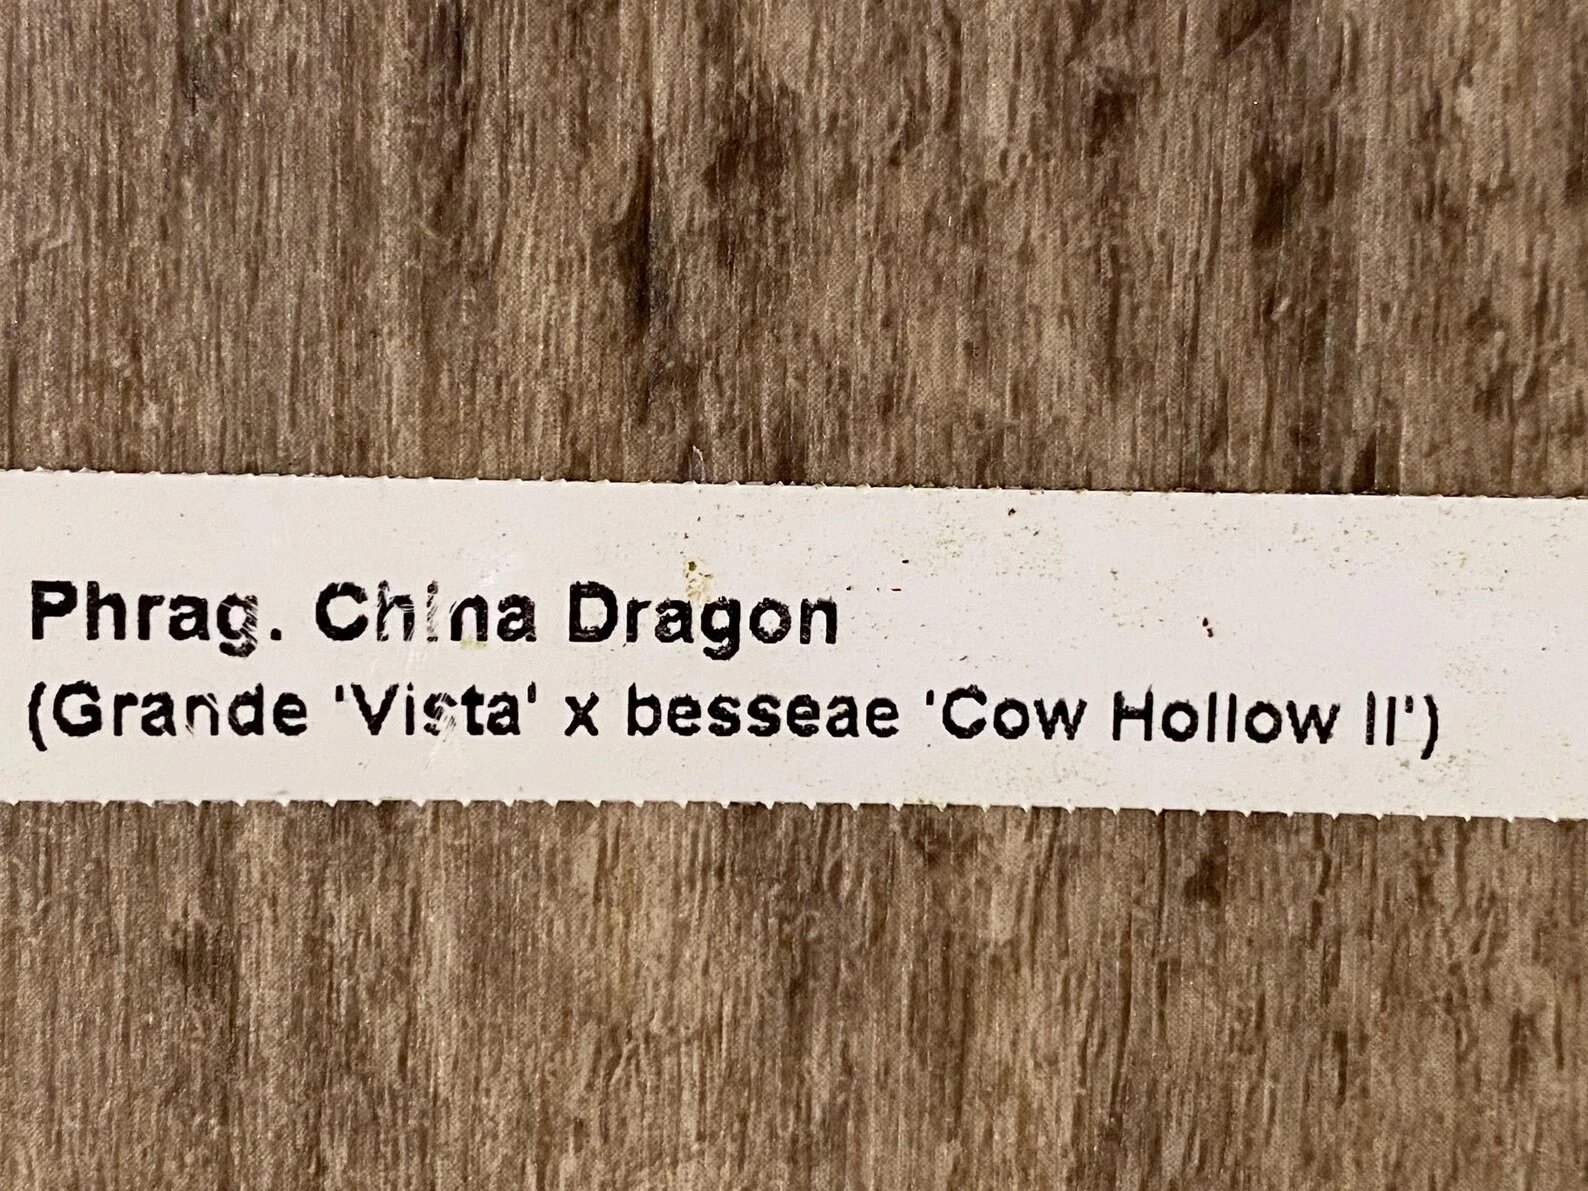 Phrag. China Dragon
(Grande 'Vista' x besseae 'Cow Hollow II')